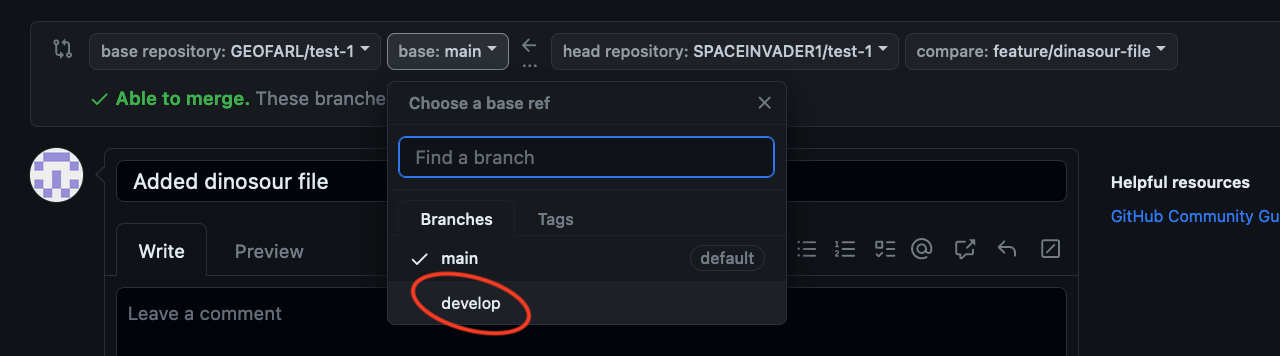 base repository: GEOFARL/test-1 base: main head repository: SPACEINVADER1/test-1 compare: feature/dinasour-file
Able to merge. These branche
Choose a base ref
Find a branch
Added dinosour file
Helpful resources
GitHub Community Gu
Branches Tags
Write Preview
main default
develop
Leave a comment